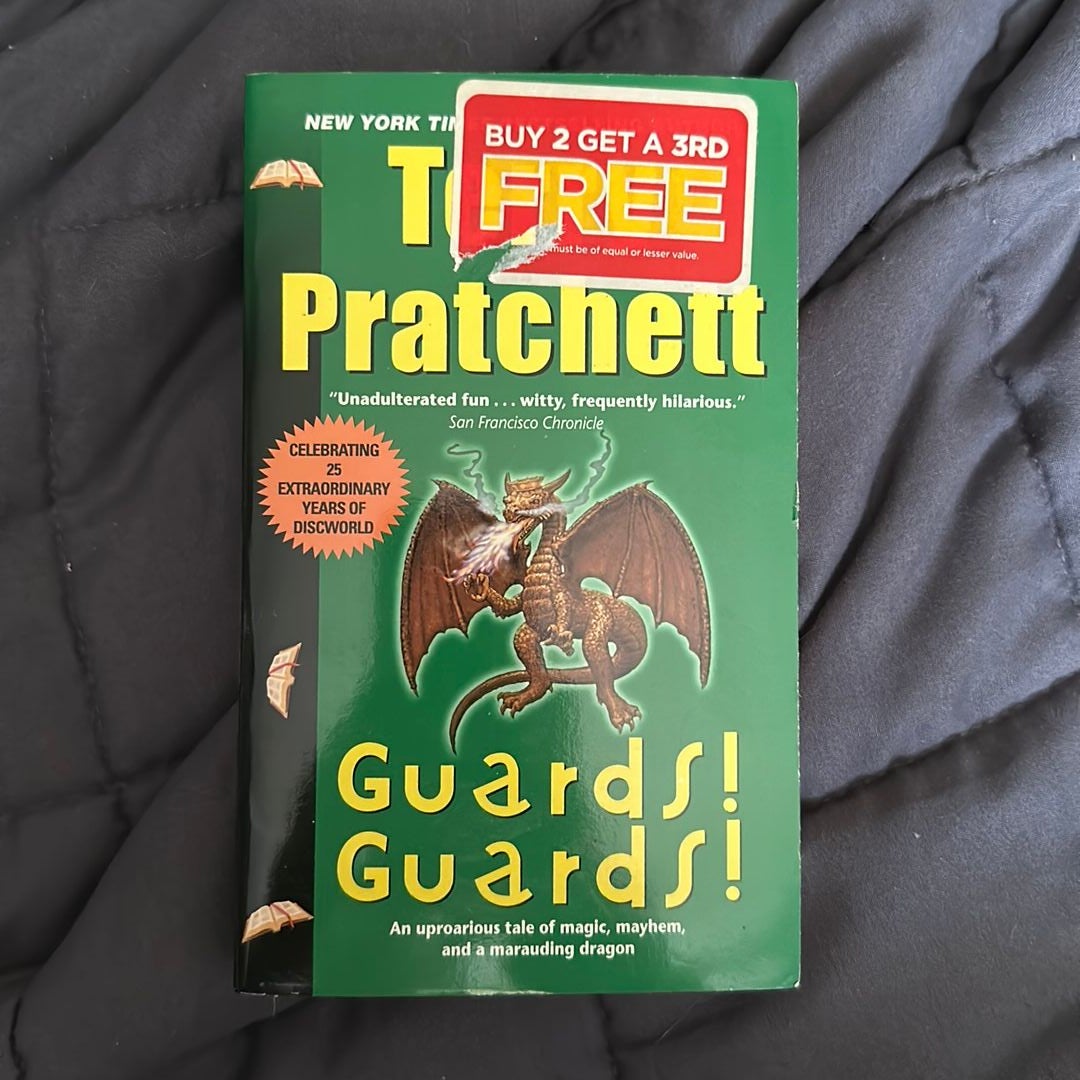 NEW YORK
BUY 2 GET A 3RD
FREE
must be of equal or lesser value.
Pratchett
“Unadulterated fun . . . witty, frequently hilarious.”
San Francisco Chronicle
CELEBRATING
25
EXTRAORDINARY
YEARS OF
DISCWORLD
Guards!
Guards!
An uproarious tale of magic, mayhem,
and a marauding dragon